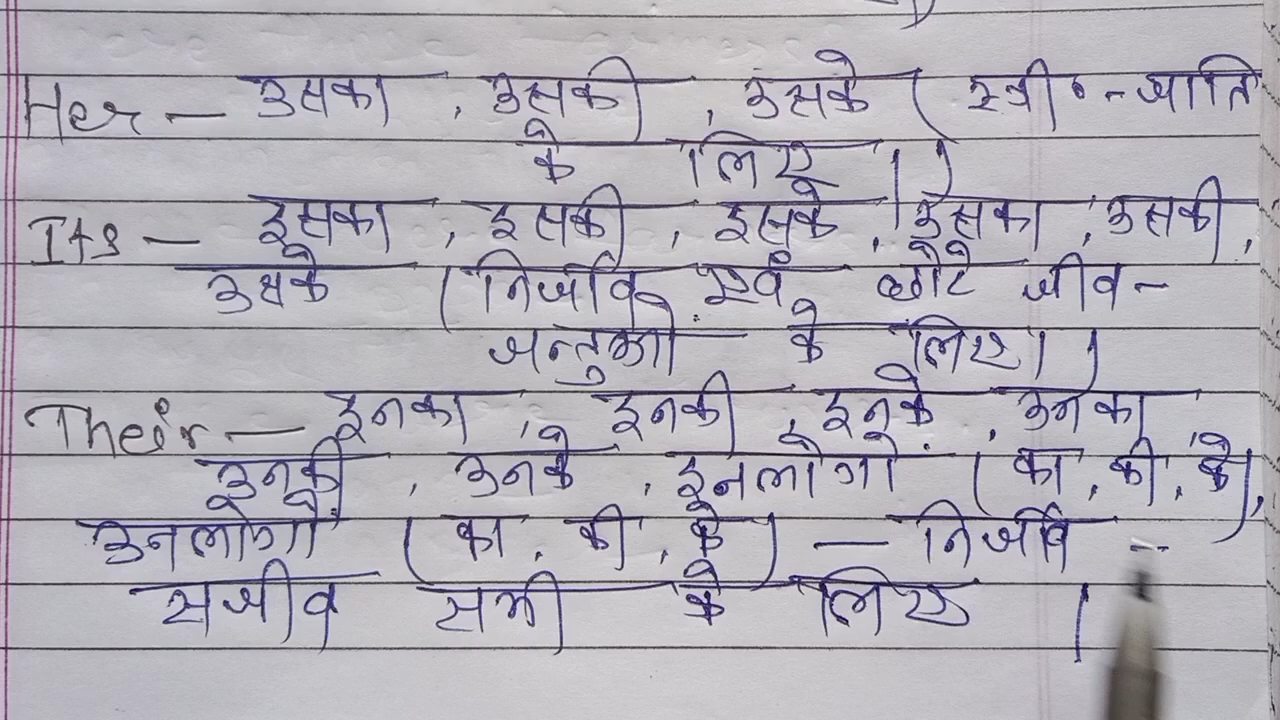 Her — उसका, उसकी, उसके (स्त्री०-जाति
के लिए।)
Its — इसका, इसकी, इसके, उसका, उसकी,
उसके (निर्जीव एवं छोटे जीव-
जन्तुओं के लिए।)
Their — इनका, इनकी, इनके, उनका
उनकी, उनके, इनलोगों (का, की, के),
उनलोगों (का, की, के) — निर्जीव --
सजीव सभी के लिए।